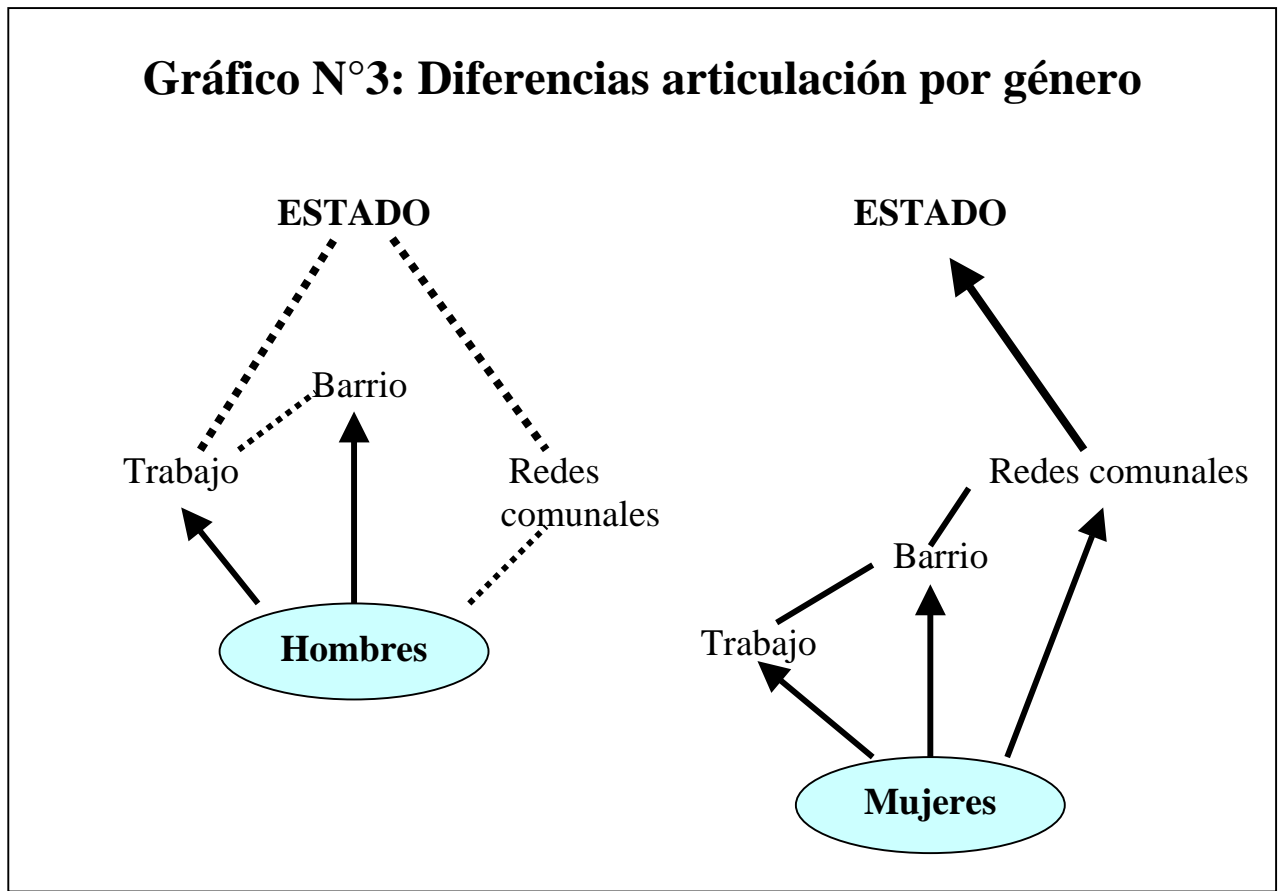 Gráfico N°3: Diferencias articulación por género
ESTADO
Barrio
Trabajo
Redes
comunales
Hombres
ESTADO
Redes comunales
Barrio
Trabajo
Mujeres